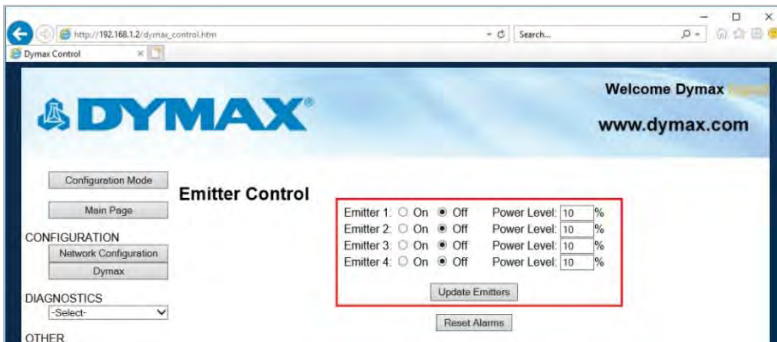 http://192.168.1.2/dymax_control.htm
Search...
Dymax Control
Welcome Dymax
DYMAX®
www.dymax.com
Configuration Mode
Main Page
CONFIGURATION
Network Configuration
Dymax
DIAGNOSTICS
-Select-
OTHER
Emitter Control
Emitter 1: On Off Power Level: 10 %
Emitter 2: On Off Power Level: 10 %
Emitter 3: On Off Power Level: 10 %
Emitter 4: On Off Power Level: 10 %
Update Emitters
Reset Alarms